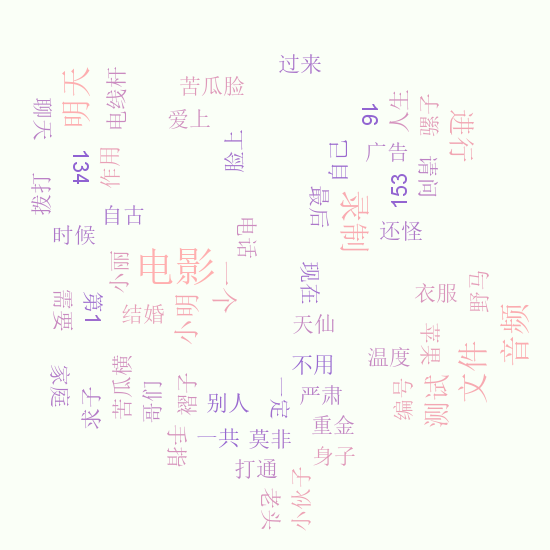 过来
明天
电线杆
苦瓜脸
聊天
爱上
上脸
16
人生
骡子
进行
134
作用
自己
广告
请问
153
拨打
自古
最后
录制
还怪
时候
电话
小丽
电影
一个
现在
衣服
野马
需要
第1
结婚
小明
天仙
苹果
音频
家庭
不用
温度
文件
求子
苦瓜横
哥们
褶子
别人
一定
严肃
编号
测试
手指
一共
莫非
重金
打通
身子
老头
小伙子